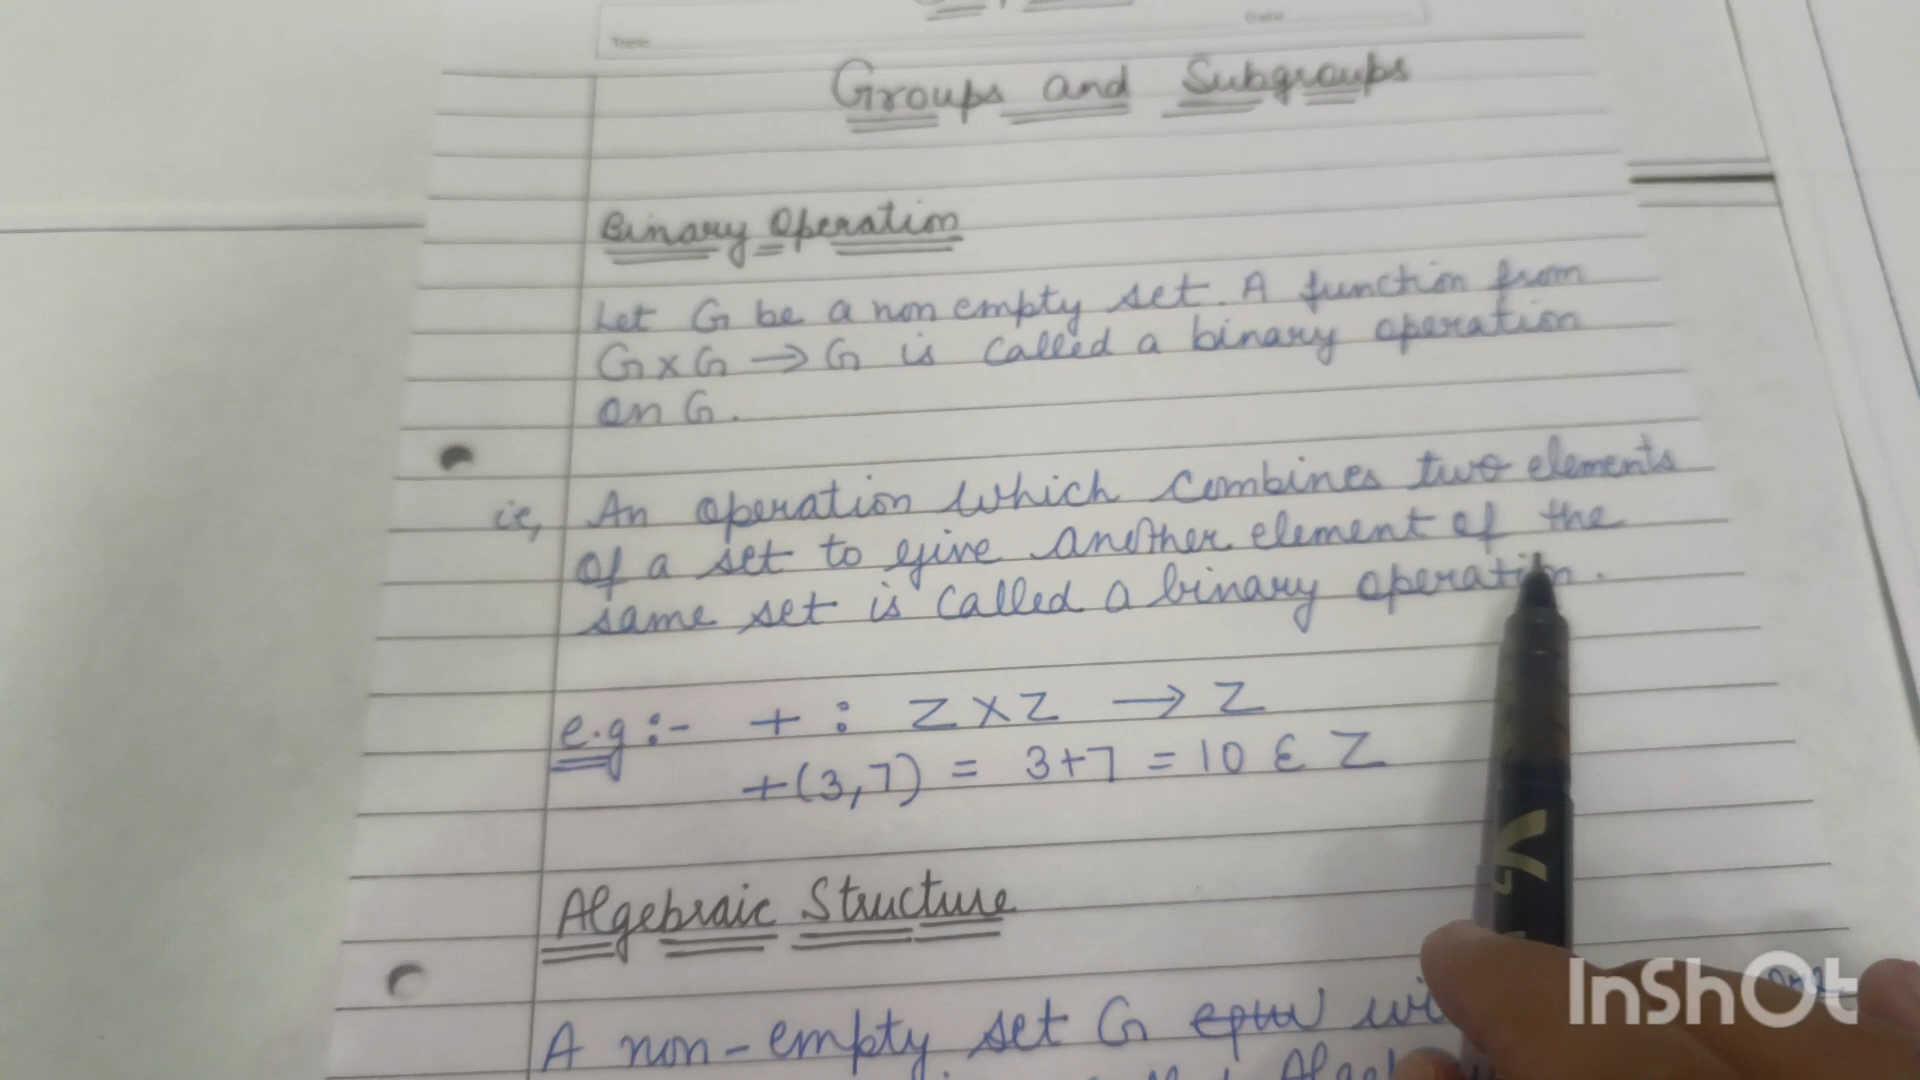 Groups and Subgroups
Binary Operation
Let G be a non empty set. A function from
G×G → G is called a binary operation
on G.
ie, An operation which combines two elements
of a set to give another element of the
same set is called a binary operation.
e.g:- + : Z×Z → Z
+(3,7) = 3+7 = 10 ε Z
Algebraic Structure
A non-empty set G
V
InShOt